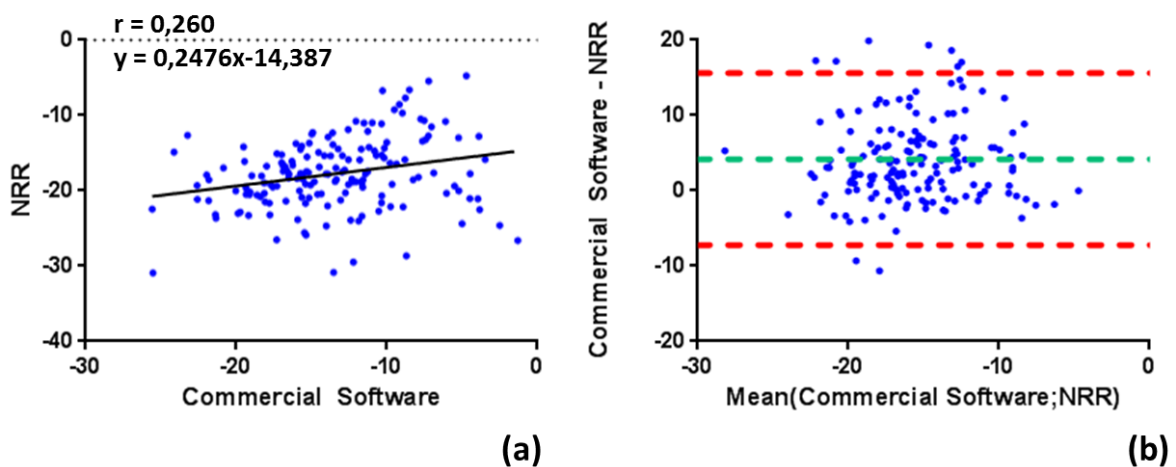 r = 0,260
y = 0,2476x-14,387
0
-10
-20
-30
-40
NRR
-30
-20
-10
0
Commercial Software
(a)
20
10
0
-10
-20
Commercial Software - NRR
-30
-20
-10
0
Mean(Commercial Software;NRR)
(b)